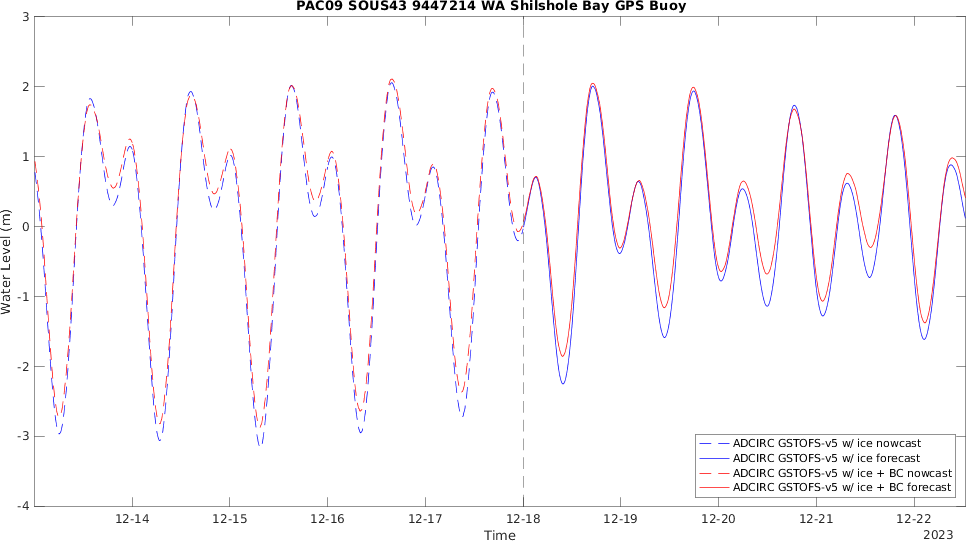 PAC09 SOUS43 9447214 WA Shilshole Bay GPS Buoy
3
2
1
0
-1
-2
-3
-4
Water Level (m)
ADCIRC GSTOFS-v5 w/ ice nowcast
ADCIRC GSTOFS-v5 w/ ice forecast
ADCIRC GSTOFS-v5 w/ ice + BC nowcast
ADCIRC GSTOFS-v5 w/ ice + BC forecast
12-14 12-15 12-16 12-17 12-18 12-19 12-20 12-21 12-22
Time 2023